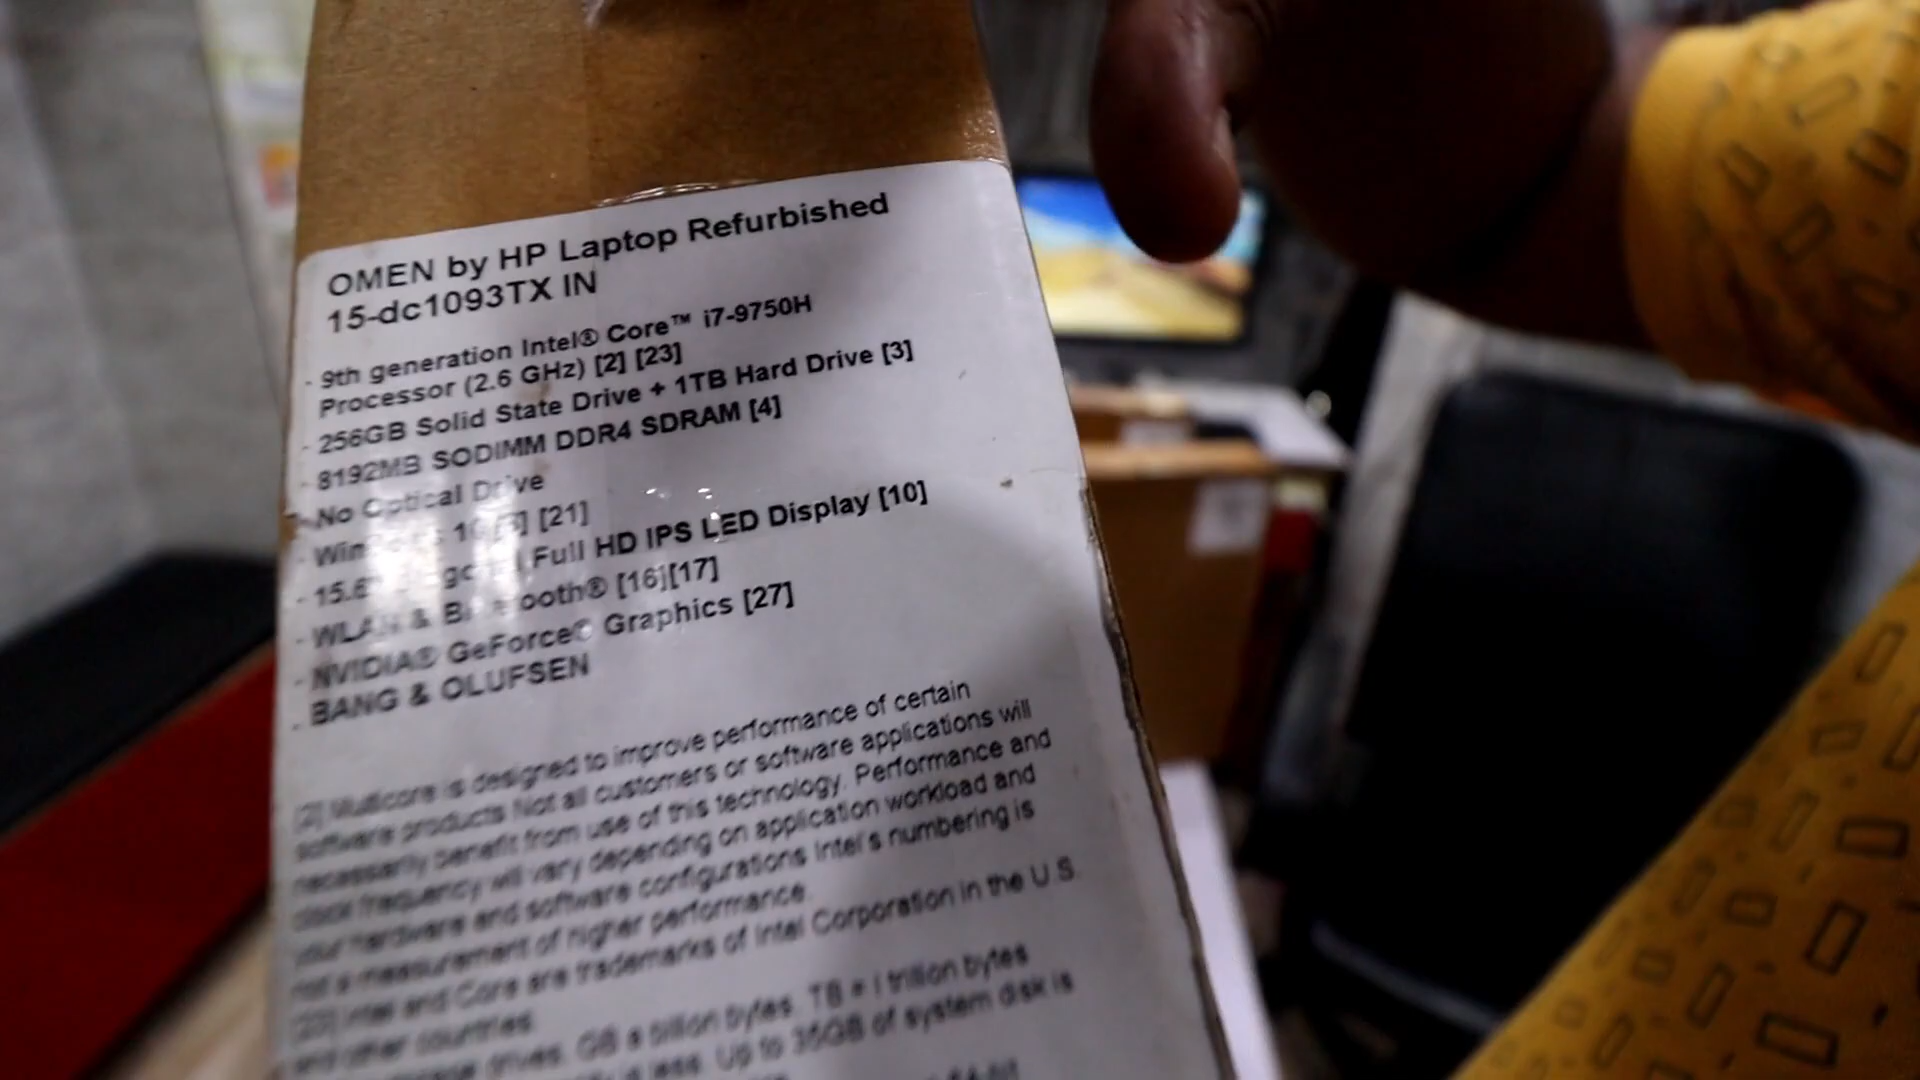 OMEN by HP Laptop Refurbished
15-dc1093TX IN
- 9th generation Intel® Core™ i7-9750H
Processor (2.6 GHz) [2] [23]
- 256GB Solid State Drive + 1TB Hard Drive [3]
- 8192MB SODIMM DDR4 SDRAM [4]
- No Optical Drive
- [21]
- Full HD IPS LED Display [10]
- WLAN & Bluetooth® [16][17]
- NVIDIA® GeForce® Graphics [27]
- BANG & OLUFSEN
[2] Multicore is designed to improve performance of certain
software products Not all customers or software applications will
necessarily benefit from use of this technology. Performance and
clock frequency will vary depending on application workload and
your hardware and software configurations Intel's numbering is
not a measurement of higher performance.
[23] Intel and Core are trademarks of Intel Corporation in the U.S.
and other countries.
drives, GB = billion bytes. TB = 1 trillion bytes
is less. Up to 35GB of system disk is